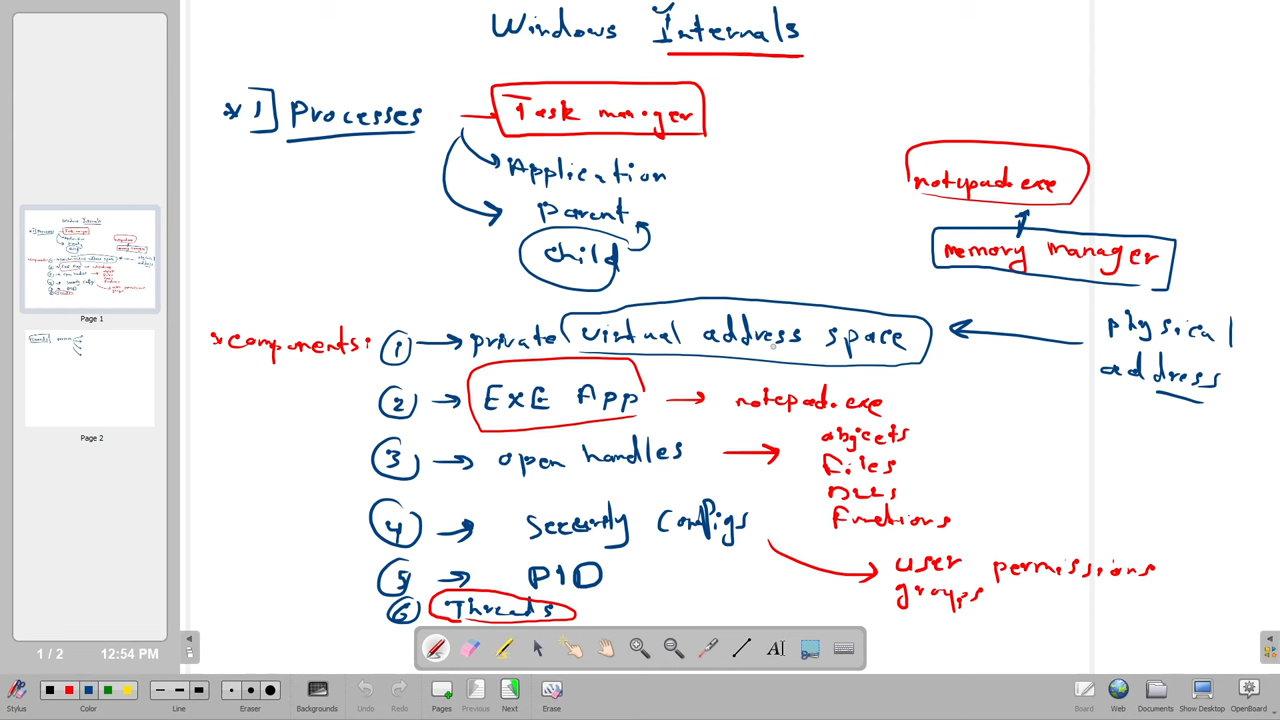 Windows Internals
*1] Processes
Task manager
Application
Parent
child
notepad.exe
memory manager
*components:
1 → private virtual address space
physical
address
2 → EXE App → notepad.exe
3 → open handles →
objects
Files
DLLs
Functions
4 → Security Configs
user permissions
groups
5 → PID
6 Threads
Page 1
Page 2
1 / 2
12:54 PM
Stylus
Color
Line
Eraser
Backgrounds
Undo
Redo
Pages
Previous
Next
Erase
Board
Web
Documents
Show Desktop
OpenBoard